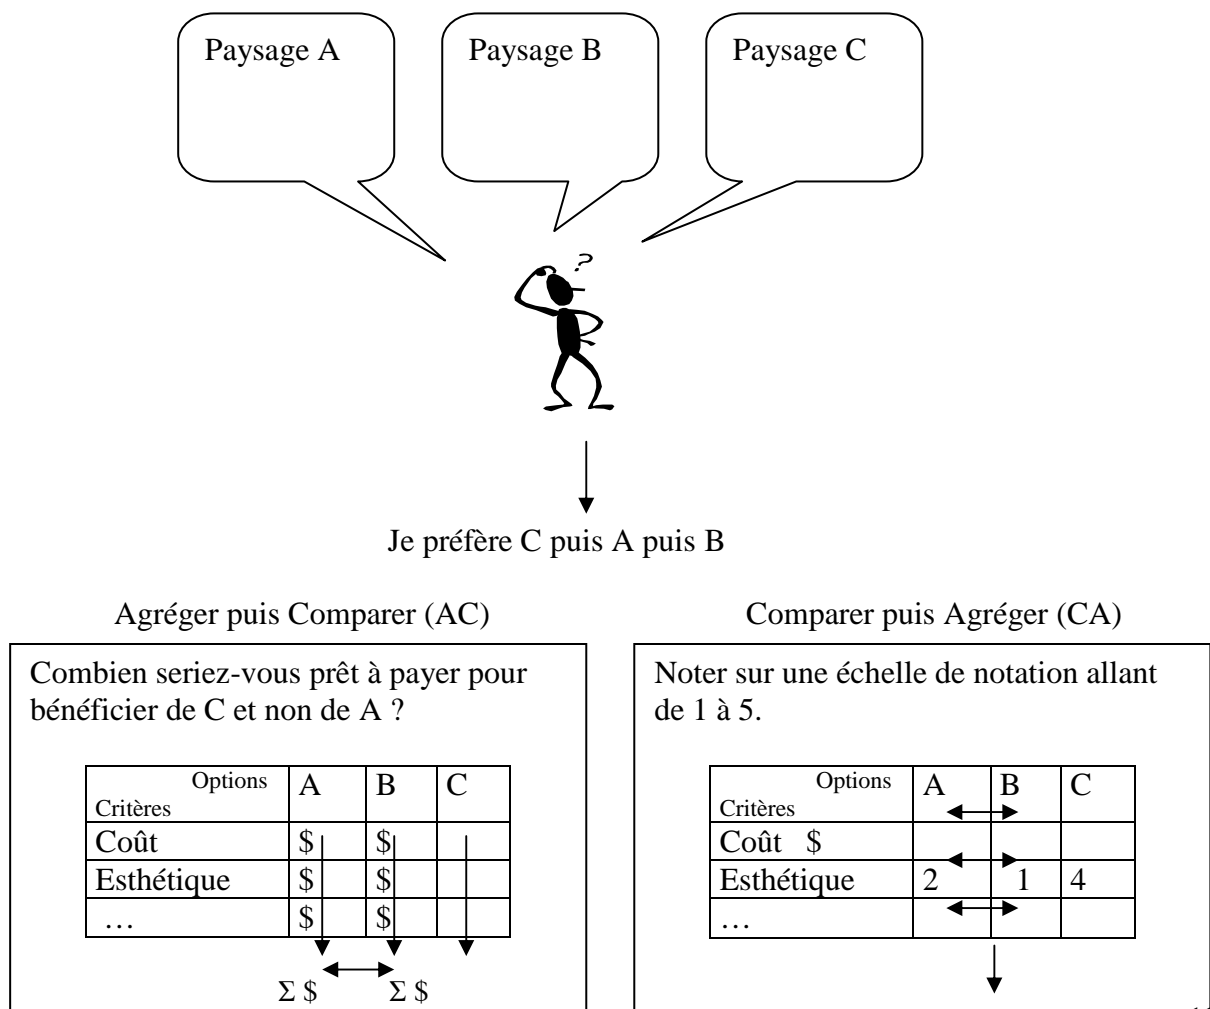 Paysage A
Paysage B
Paysage C
?
Je préfère C puis A puis B
Agréger puis Comparer (AC)
Combien seriez-vous prêt à payer pour
bénéficier de C et non de A ?
Options A B C
Critères
Coût $ $
Esthétique $ $
… $ $
Σ $ Σ $
Comparer puis Agréger (CA)
Noter sur une échelle de notation allant
de 1 à 5.
Options A B C
Critères
Coût $
Esthétique 2 1 4
…